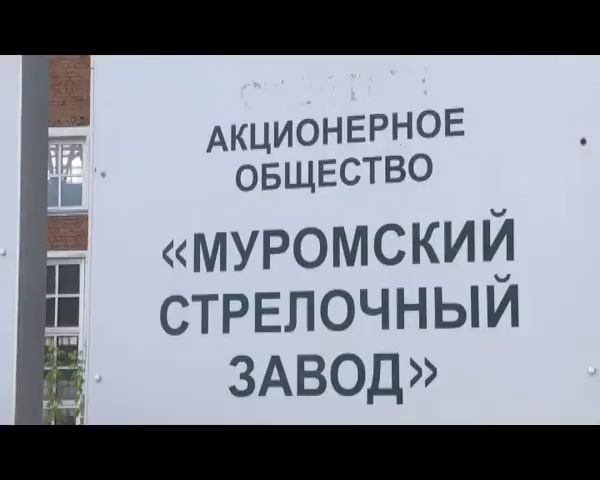 АКЦИОНЕРНОЕ
ОБЩЕСТВО
«МУРОМСКИЙ
СТРЕЛОЧНЫЙ
ЗАВОД»